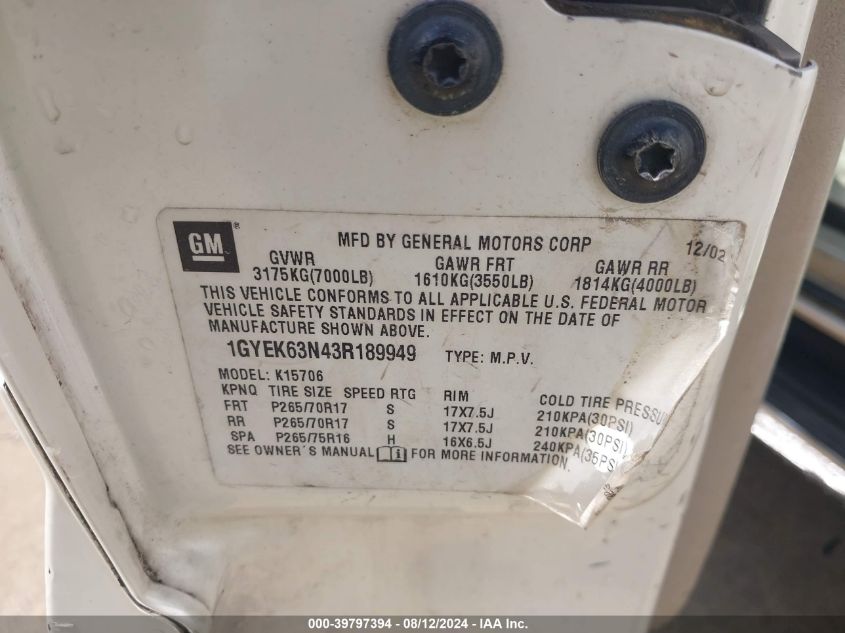 GM®
MFD BY GENERAL MOTORS CORP 12/02
GVWR GAWR FRT GAWR RR
3175KG(7000LB) 1610KG(3550LB) 1814KG(4000LB)
THIS VEHICLE CONFORMS TO ALL APPLICABLE U.S. FEDERAL MOTOR
VEHICLE SAFETY STANDARDS IN EFFECT ON THE DATE OF
MANUFACTURE SHOWN ABOVE.
1GYEK63N43R189949 TYPE: M.P.V.
MODEL: K15706
KPNQ TIRE SIZE SPEED RTG RIM COLD TIRE PRESSU
FRT P265/70R17 S 17X7.5J 210KPA(30PSI)
RR P265/70R17 S 17X7.5J 210KPA(30PSI)
SPA P265/75R16 H 16X6.5J 240KPA(35PS
SEE OWNER'S MANUAL i FOR MORE INFORMATION.
000-39797394 - 08/12/2024 - IAA Inc.